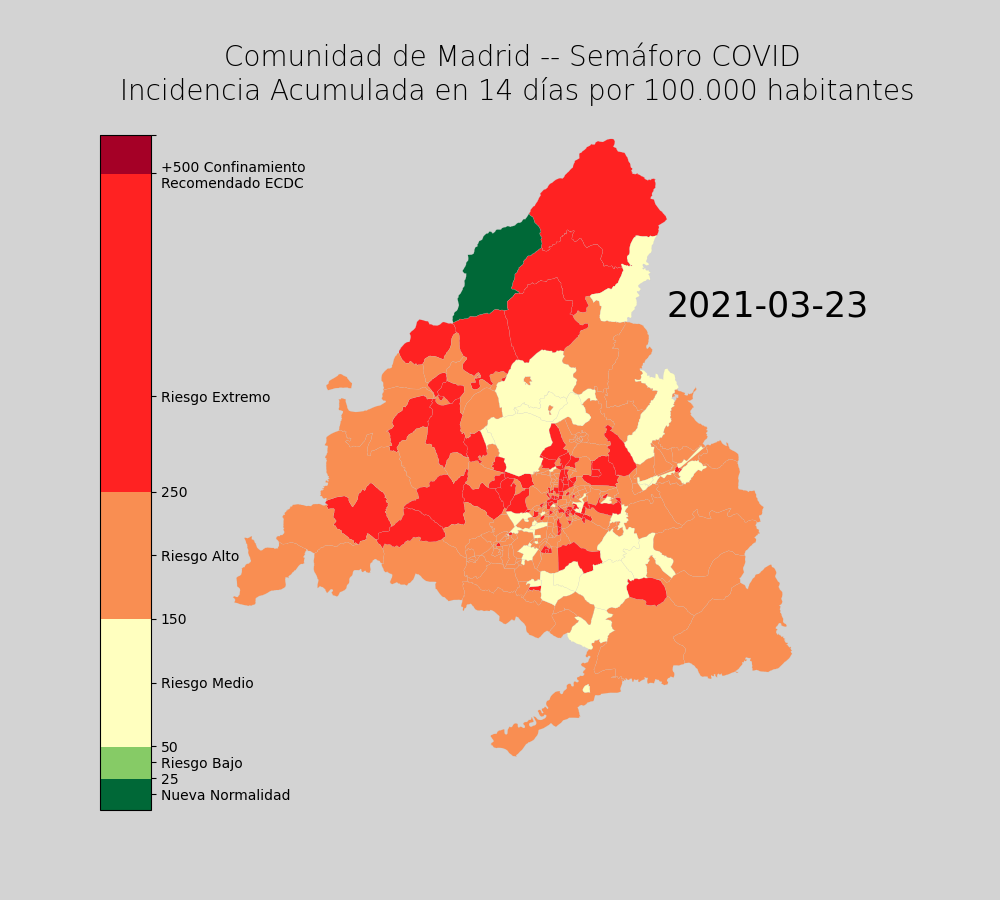 Comunidad de Madrid -- Semáforo COVID
Incidencia Acumulada en 14 días por 100.000 habitantes
+500 Confinamiento
Recomendado ECDC
2021-03-23
Riesgo Extremo
250
Riesgo Alto
150
Riesgo Medio
50
Riesgo Bajo
25
Nueva Normalidad